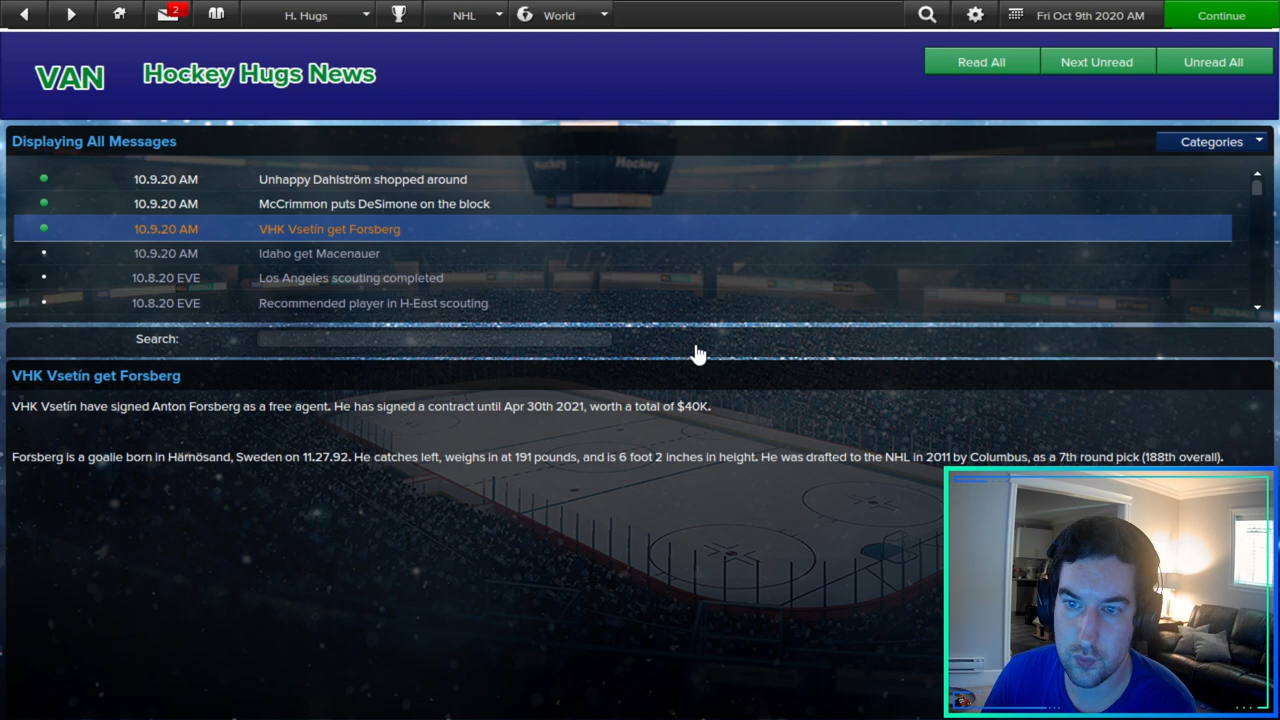 2
H. Hugs
NHL
World
Fri Oct 9th 2020 AM
Continue
VAN
Hockey Hugs News
Read All
Next Unread
Unread All
Displaying All Messages
Categories
10.9.20 AM Unhappy Dahlström shopped around
10.9.20 AM McCrimmon puts DeSimone on the block
10.9.20 AM VHK Vsetín get Forsberg
10.9.20 AM Idaho get Macenauer
10.8.20 EVE Los Angeles scouting completed
10.8.20 EVE Recommended player in H-East scouting
Search:
VHK Vsetín get Forsberg
VHK Vsetín have signed Anton Forsberg as a free agent. He has signed a contract until Apr 30th 2021, worth a total of $40K.
Forsberg is a goalie born in Härnösand, Sweden on 11.27.92. He catches left, weighs in at 191 pounds, and is 6 foot 2 inches in height. He was drafted to the NHL in 2011 by Columbus, as a 7th round pick (188th overall).